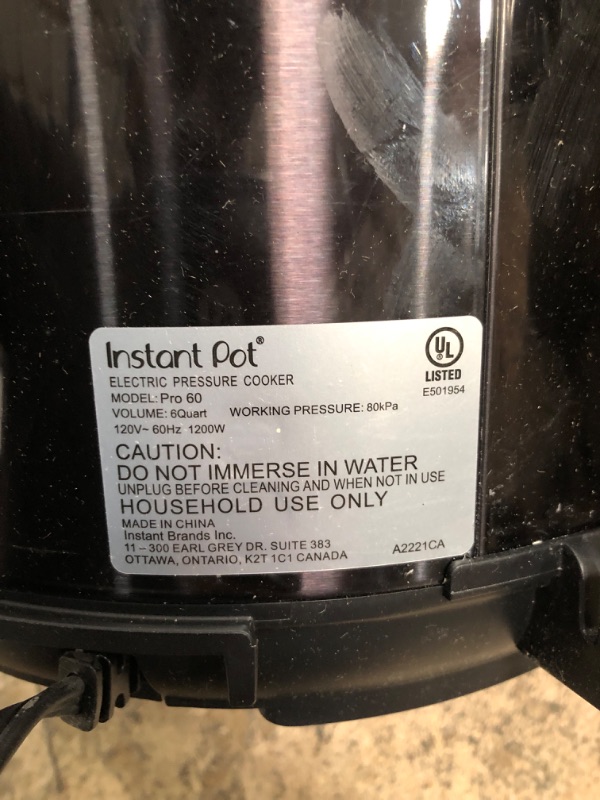 Instant Pot®
ELECTRIC PRESSURE COOKER
MODEL: Pro 60
VOLUME: 6Quart WORKING PRESSURE: 80kPa
120V~ 60Hz 1200W
UL
LISTED
E501954
CAUTION:
DO NOT IMMERSE IN WATER
UNPLUG BEFORE CLEANING AND WHEN NOT IN USE
HOUSEHOLD USE ONLY
MADE IN CHINA
Instant Brands Inc.
11 – 300 EARL GREY DR. SUITE 383
OTTAWA, ONTARIO, K2T 1C1 CANADA
A2221CA